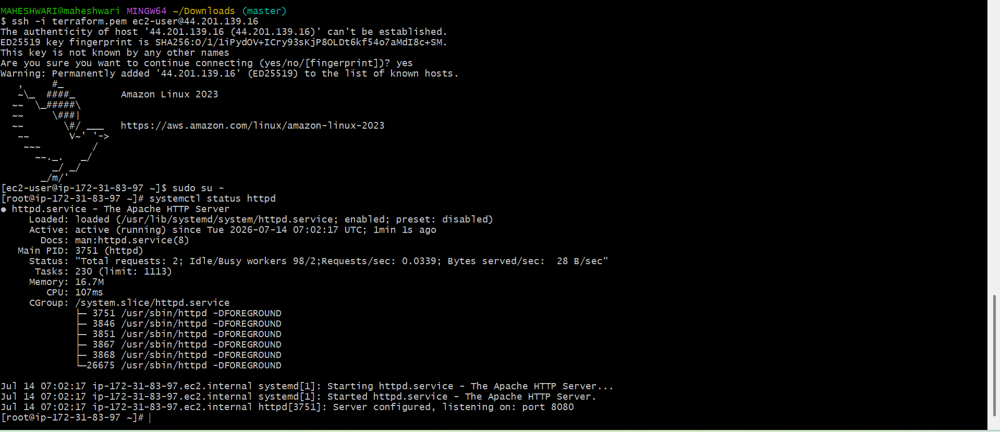 MAHESHWARI@maheshwari MINGW64 ~/Downloads (master)
$ ssh -i terraform.pem ec2-user@44.201.139.16
The authenticity of host '44.201.139.16 (44.201.139.16)' can't be established.
ED25519 key fingerprint is SHA256:O/1/1iPydOV+ICry93sKjP8OLDt6kf54o7aMdI8c+SM.
This key is not known by any other names
Are you sure you want to continue connecting (yes/no/[fingerprint])? yes
Warning: Permanently added '44.201.139.16' (ED25519) to the list of known hosts.
   ,     #_
   ~\_  ####_        Amazon Linux 2023
  ~~  \_#####\
  ~~     \###|
  ~~       \#/ ___   https://aws.amazon.com/linux/amazon-linux-2023
   ~~       V~' '->
    ~~~         /
      ~~._.   _/
         _/ _/
       _/m/'
[ec2-user@ip-172-31-83-97 ~]$ sudo su -
[root@ip-172-31-83-97 ~]# systemctl status httpd
● httpd.service - The Apache HTTP Server
     Loaded: loaded (/usr/lib/systemd/system/httpd.service; enabled; preset: disabled)
     Active: active (running) since Tue 2026-07-14 07:02:17 UTC; 1min 1s ago
       Docs: man:httpd.service(8)
   Main PID: 3751 (httpd)
     Status: "Total requests: 2; Idle/Busy workers 98/2;Requests/sec: 0.0339; Bytes served/sec:  28 B/sec"
      Tasks: 230 (limit: 1113)
     Memory: 16.7M
        CPU: 107ms
     CGroup: /system.slice/httpd.service
             ├─ 3751 /usr/sbin/httpd -DFOREGROUND
             ├─ 3846 /usr/sbin/httpd -DFOREGROUND
             ├─ 3851 /usr/sbin/httpd -DFOREGROUND
             ├─ 3867 /usr/sbin/httpd -DFOREGROUND
             ├─ 3868 /usr/sbin/httpd -DFOREGROUND
             └─26675 /usr/sbin/httpd -DFOREGROUND

Jul 14 07:02:17 ip-172-31-83-97.ec2.internal systemd[1]: Starting httpd.service - The Apache HTTP Server...
Jul 14 07:02:17 ip-172-31-83-97.ec2.internal systemd[1]: Started httpd.service - The Apache HTTP Server.
Jul 14 07:02:17 ip-172-31-83-97.ec2.internal httpd[3751]: Server configured, listening on: port 8080
[root@ip-172-31-83-97 ~]#